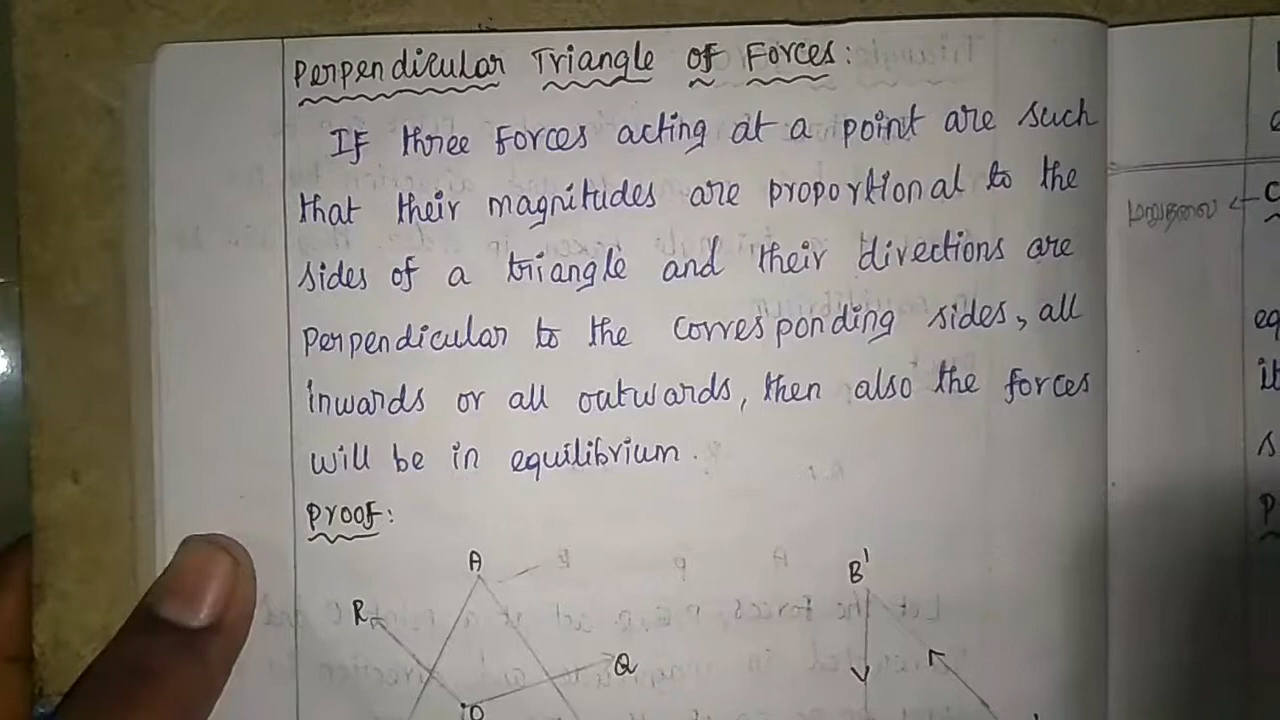 Perpendicular Triangle of Forces:
If three forces acting at a point are such
that their magnitudes are proportional to the
sides of a triangle and their directions are
perpendicular to the corresponding sides, all
inwards or all outwards, then also the forces
will be in equilibrium.
Proof:
A
B'
R
Q
O
மறுதலை